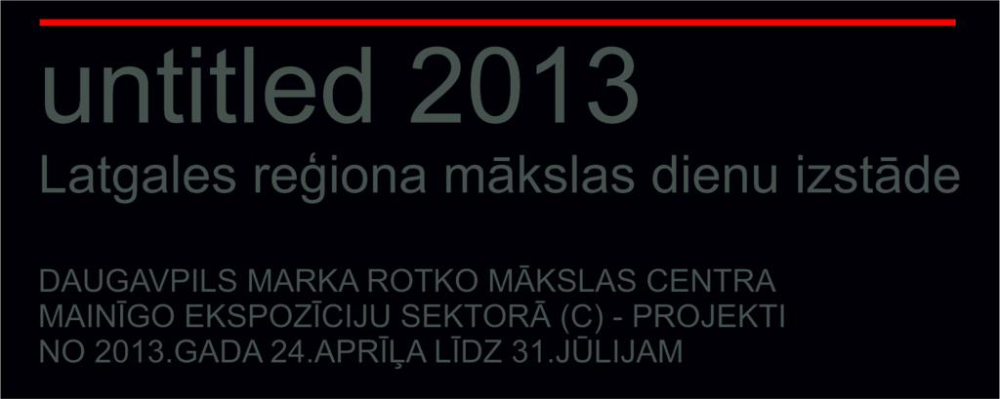 untitled 2013
Latgales reģiona mākslas dienu izstāde
DAUGAVPILS MARKA ROTKO MĀKSLAS CENTRA
MAINĪGO EKSPOZĪCIJU SEKTORĀ (C) - PROJEKTI
NO 2013.GADA 24.APRĪĻA LĪDZ 31.JŪLIJAM